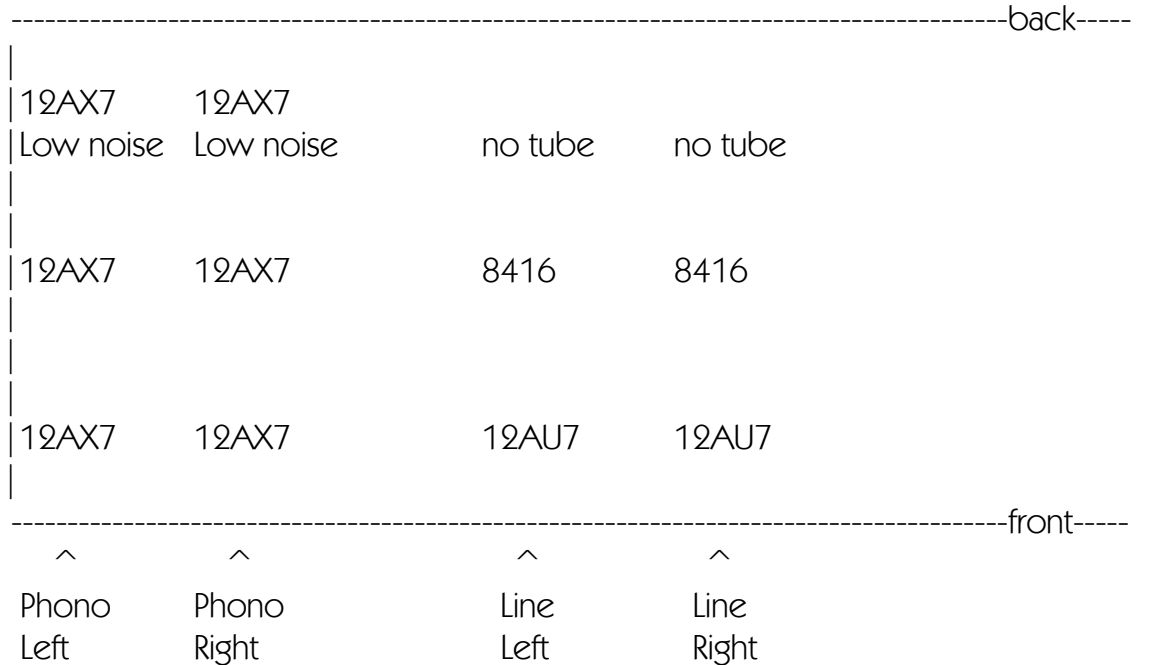 -----------------------------------------------------------------------------------------back-----
|
|12AX7 12AX7
|Low noise Low noise no tube no tube
|
|
|12AX7 12AX7 8416 8416
|
|
|
|12AX7 12AX7 12AU7 12AU7
|
-----------------------------------------------------------------------------------------front-----
^ ^ ^ ^
Phono Phono Line Line
Left Right Left Right